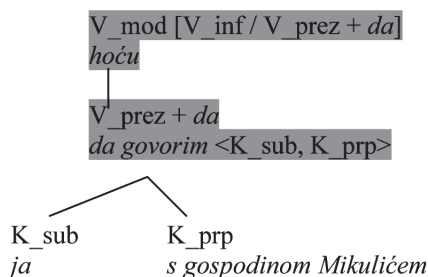 V_mod [V_inf / V_prez + da]
hoću
V_prez + da
da govorim <K_sub, K_prp>
K_sub K_prp
ja s gospodinom Mikulićem